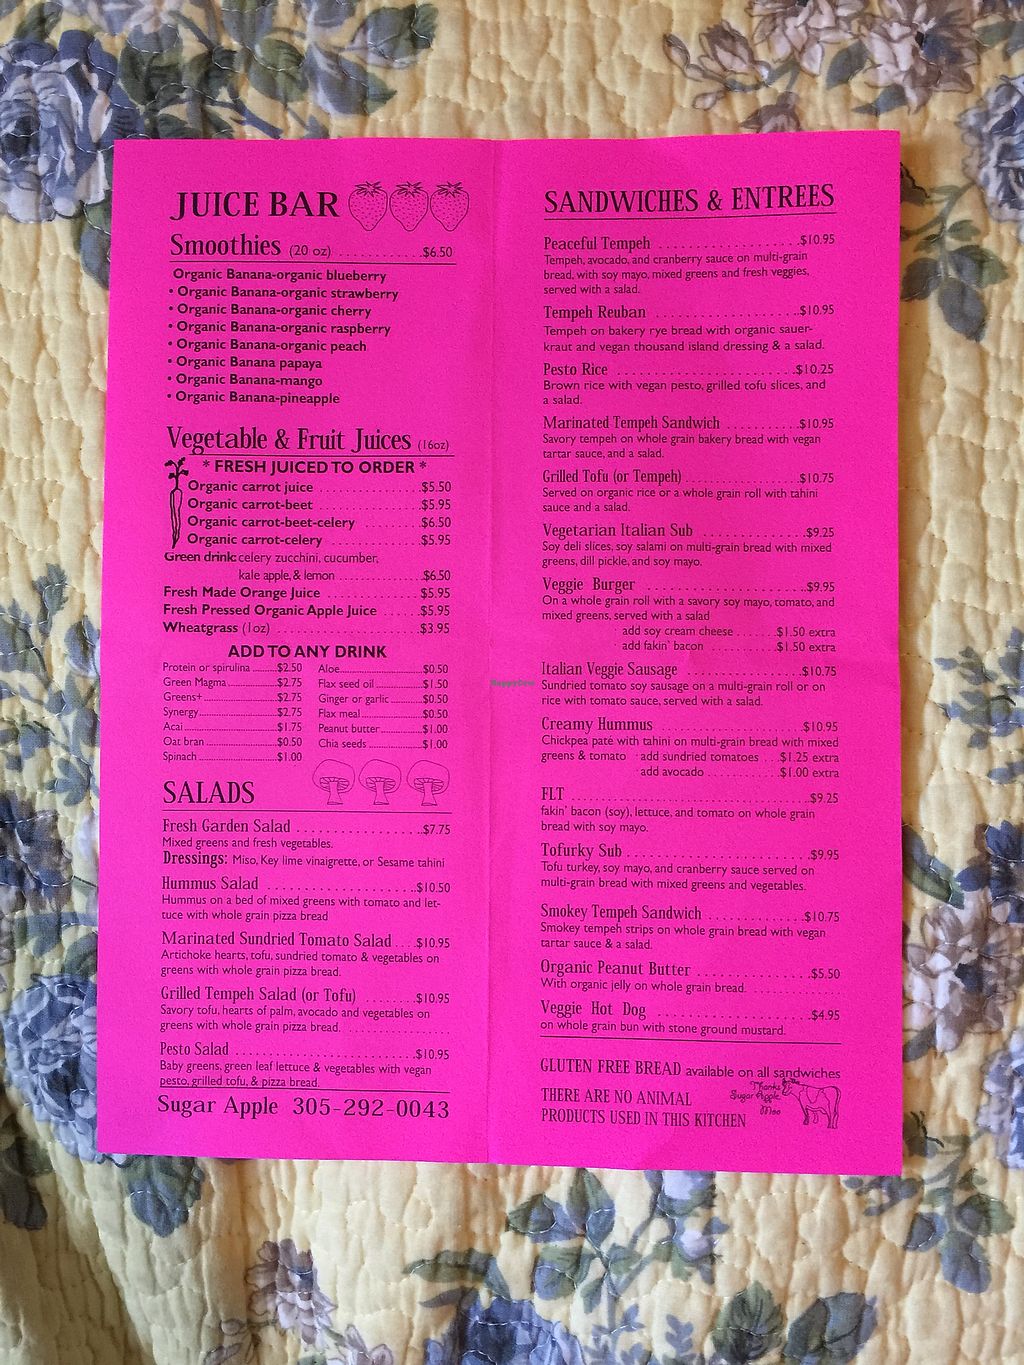 JUICE BAR
Smoothies (20 oz) ............$6.50
Organic Banana-organic blueberry
• Organic Banana-organic strawberry
• Organic Banana-organic cherry
• Organic Banana-organic raspberry
• Organic Banana-organic peach
• Organic Banana papaya
• Organic Banana-mango
• Organic Banana-pineapple
Vegetable & Fruit Juices (16oz)
* FRESH JUICED TO ORDER *
Organic carrot juice ..............$5.50
Organic carrot-beet ...............$5.95
Organic carrot-beet-celery ........$6.50
Organic carrot-celery .............$5.95
Green drink: celery zucchini, cucumber,
kale apple, & lemon ............$6.50
Fresh Made Orange Juice ..............$5.95
Fresh Pressed Organic Apple Juice ......$5.95
Wheatgrass (1oz) ....................$3.95
ADD TO ANY DRINK
Protein or spirulina ..........$2.50
Green Magma ..........$2.75
Greens+ ..........$2.75
Synergy ..........$2.75
Acai ..........$1.75
Oat bran ..........$0.50
Spinach ..........$1.00
Aloe ..........$0.50
Flax seed oil ..........$1.50
Ginger or garlic ..........$0.50
Flax meal ..........$0.50
Peanut butter ..........$1.00
Chia seeds ..........$1.00
SALADS
Fresh Garden Salad ..................$7.75
Mixed greens and fresh vegetables.
Dressings: Miso, Key lime vinaigrette, or Sesame tahini
Hummus Salad .....................$10.50
Hummus on a bed of mixed greens with tomato and let-
tuce with whole grain pizza bread
Marinated Sundried Tomato Salad ....$10.95
Artichoke hearts, tofu, sundried tomato & vegetables on
greens with whole grain pizza bread.
Grilled Tempeh Salad (or Tofu) .......$10.95
Savory tofu, hearts of palm, avocado and vegetables on
greens with whole grain pizza bread. ..................
Pesto Salad ........................$10.95
Baby greens, green leaf lettuce & vegetables with vegan
pesto, grilled tofu, & pizza bread.
Sugar Apple 305-292-0043
SANDWICHES & ENTREES
Peaceful Tempeh ....................$10.95
Tempeh, avocado, and cranberry sauce on multi-grain
bread, with soy mayo, mixed greens and fresh veggies,
served with a salad.
Tempeh Reuban .....................$10.95
Tempeh on bakery rye bread with organic sauer-
kraut and vegan thousand island dressing & a salad.
Pesto Rice ........................$10.25
Brown rice with vegan pesto, grilled tofu slices, and
a salad.
Marinated Tempeh Sandwich ..........$10.95
Savory tempeh on whole grain bakery bread with vegan
tartar sauce, and a salad.
Grilled Tofu (or Tempeh) .............$10.75
Served on organic rice or a whole grain roll with tahini
sauce and a salad.
Vegetarian Italian Sub ..............$9.25
Soy deli slices, soy salami on multi-grain bread with mixed
greens, dill pickle, and soy mayo.
Veggie Burger ......................$9.95
On a whole grain roll with a savory soy mayo, tomato, and
mixed greens, served with a salad
add soy cream cheese .......$1.50 extra
add fakin' bacon ..........$1.50 extra
Italian Veggie Sausage ...............$10.75
Sundried tomato soy sausage on a multi-grain roll or on
rice with tomato sauce, served with a salad.
Creamy Hummus ....................$10.95
Chickpea paté with tahini on multi-grain bread with mixed
greens & tomato · add sundried tomatoes ...$1.25 extra
· add avocado ...........$1.00 extra
FLT ...............................$9.25
fakin' bacon (soy), lettuce, and tomato on whole grain
bread with soy mayo.
Tofurky Sub .......................$9.95
Tofu turkey, soy mayo, and cranberry sauce served on
multi-grain bread with mixed greens and vegetables.
Smokey Tempeh Sandwich ............$10.75
Smokey tempeh strips on whole grain bread with vegan
tartar sauce & a salad.
Organic Peanut Butter ..............$5.50
With organic jelly on whole grain bread. .............
Veggie Hot Dog ....................$4.95
on whole grain bun with stone ground mustard.
GLUTEN FREE BREAD available on all sandwiches
THERE ARE NO ANIMAL
PRODUCTS USED IN THIS KITCHEN
Thanks
Sugar Apple,
Moo
HappyCow